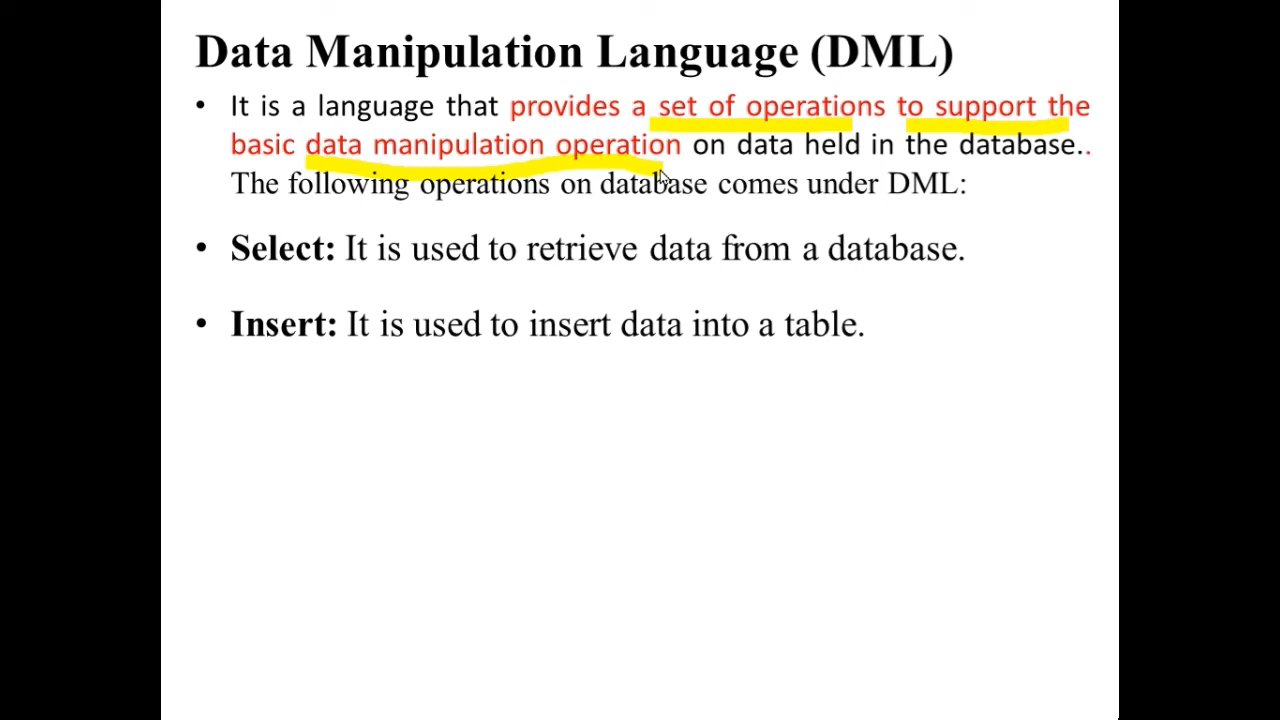 Data Manipulation Language (DML)
• It is a language that provides a set of operations to support the
basic data manipulation operation on data held in the database..
The following operations on database comes under DML:
• Select: It is used to retrieve data from a database.
• Insert: It is used to insert data into a table.